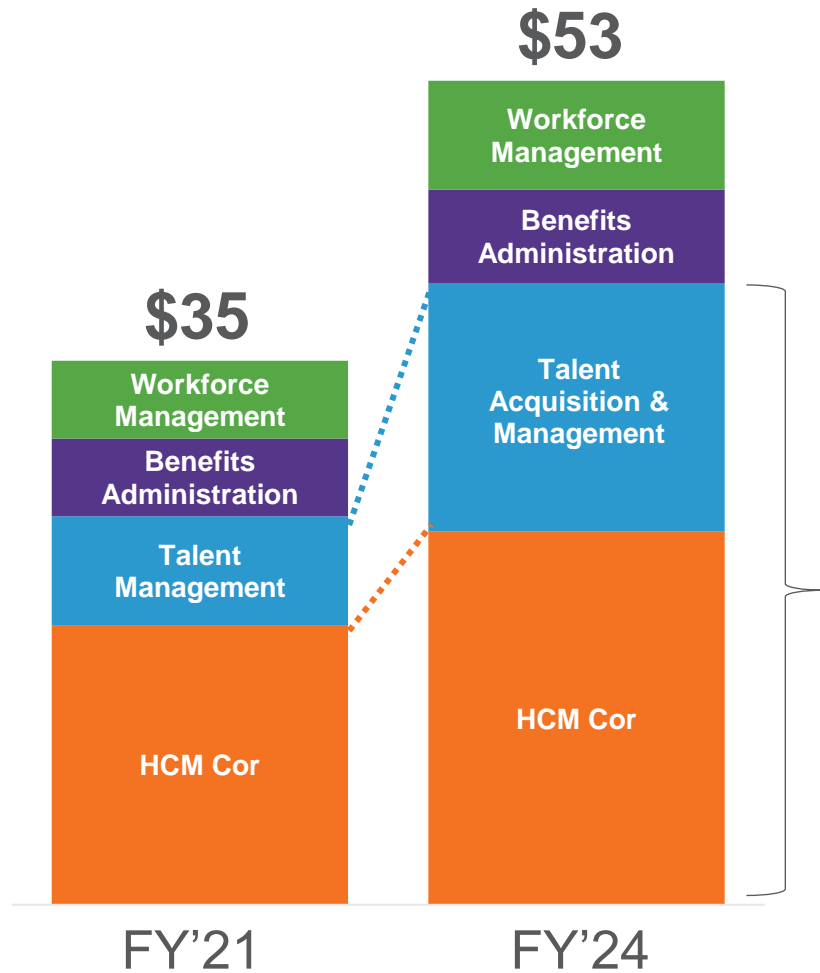 $53
Workforce
Management
Benefits
Administration
Talent
Acquisition &
Management
HCM Cor
$35
Workforce
Management
Benefits
Administration
Talent
Management
HCM Cor
FY’21
FY’24